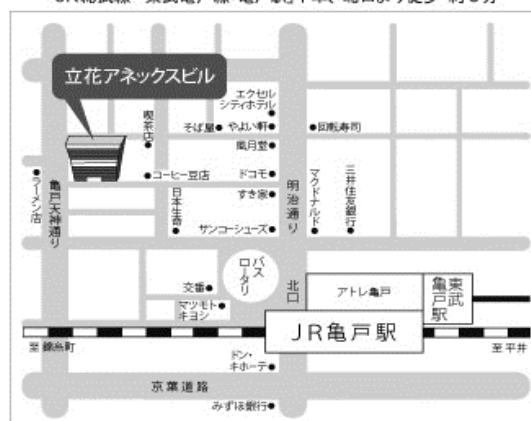 立花アネックスビル
エクセル
シティホテル
喫茶店
そば屋
やよい軒
回転寿司
風月堂
ラーメン店
亀戸天神通り
コーヒー豆店
ドコモ
明治通り
マクドナルド
三井住友銀行
日本生命
すき家
サンコーシューズ
バス
ロータリー
北口
交番
アトレ亀戸
東武
亀戸駅
マツモト
キヨシ
JR亀戸駅
至 錦糸町
至 平井
ドン・
キホーテ
京葉道路
みずほ銀行